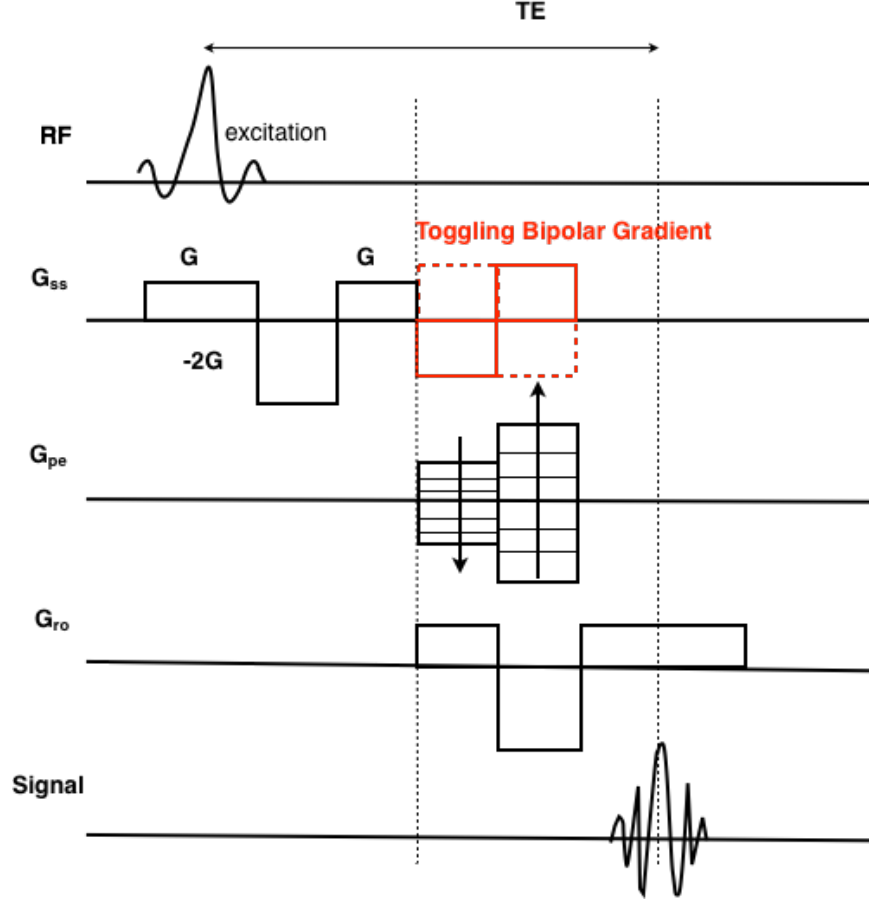 TE
RF
excitation
Toggling Bipolar Gradient
G
G
Gss
-2G
Gpe
Gro
Signal